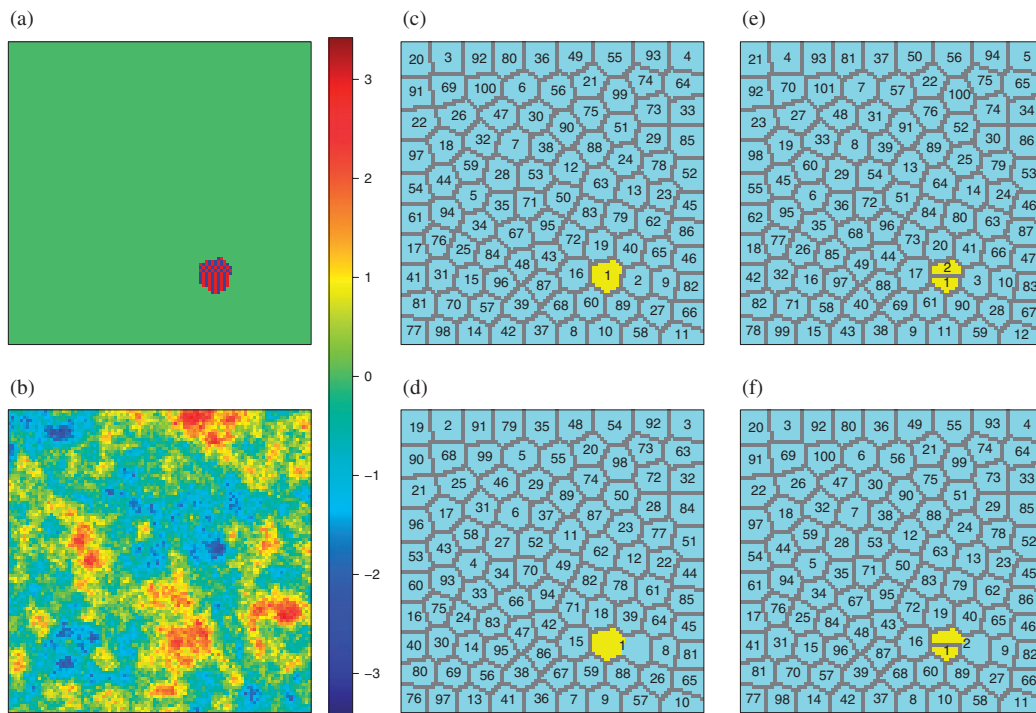 (a)
3
2
1
0
−1
−2
−3
(b)
(c)
20 3 92 80 36 49 55 93 4
91 69 100 6 56 21 99 74 64
22 26 47 30 90 75 51 73 33
97 18 32 7 38 88 29 85
59 28 53 12 24 78 52
54 44 5 71 50 63 13 23 45
61 94 35 67 95 83 79 62 86
17 76 25 84 48 43 72 19 40 65
41 31 15 96 87 16 1 2 9 82
81 70 57 39 68 60 89 27 66
77 98 14 42 37 8 10 58 11
(d)
19 2 91 79 35 48 54 92 3
90 68 99 5 55 20 98 73 63
21 25 46 29 89 74 50 72 32
96 17 31 6 37 87 28 84
58 27 52 11 23 77 51
53 43 4 34 70 49 62 12 22 44
60 93 33 66 94 82 78 61 85
16 75 24 83 47 42 71 18 39 64 45
40 30 14 95 86 15 1 8 81
80 69 56 38 67 59 88 26 65
76 97 13 41 36 7 9 57 10
(e)
21 4 93 81 37 50 56 94 5
92 70 101 7 57 22 100 75 65
23 27 48 31 91 76 52 74 34
98 19 33 8 39 89 30 86
45 60 29 54 13 25 79 53
62 95 36 72 51 64 14 24 46
18 77 26 85 68 96 84 80 63 87
42 32 16 49 44 73 20 41 66
97 88 17 2 1 3 10 83
82 71 58 40 69 61 90 28 67
78 99 15 43 38 9 11 59 12
(f)
20 3 92 80 36 49 55 93 4
91 69 100 6 56 21 99 74 64
22 26 47 30 90 75 51 73 33
97 18 32 7 38 88 29 85
59 28 53 12 24 78 52
54 44 5 35 71 50 63 13 23 45
61 94 34 67 95 83 79 62 86
17 76 25 84 48 43 72 19 40 65 46
41 31 15 96 87 16 1 2 9 82
81 70 57 39 68 60 89 27 66
77 98 14 42 37 8 10 58 11